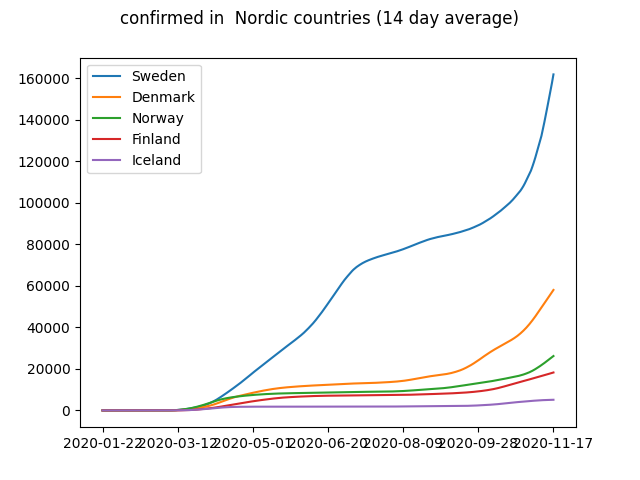 confirmed in  Nordic countries (14 day average)
Sweden
Denmark
Norway
Finland
Iceland
160000
140000
120000
100000
80000
60000
40000
20000
0
2020-01-22 2020-03-12 2020-05-01 2020-06-20 2020-08-09 2020-09-28 2020-11-17